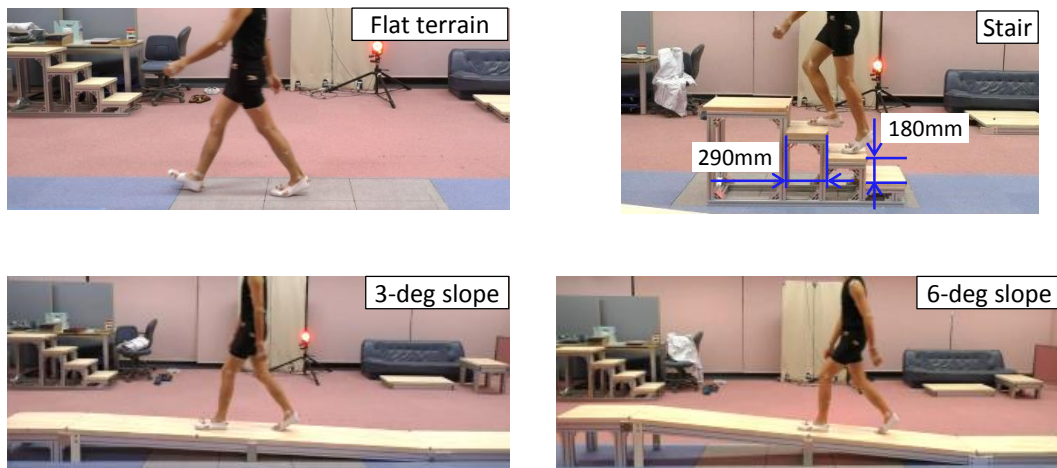 Flat terrain
Stair
180mm
290mm
3-deg slope
6-deg slope